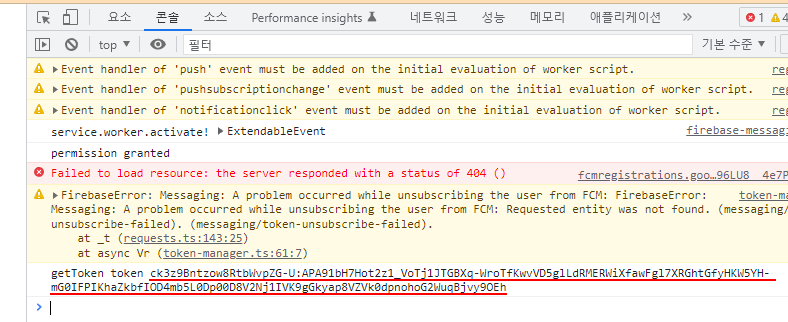 요소 콘솔 소스 Performance insights 네트워크 성능 메모리 애플리케이션 » 1 4
top ▼ 필터 기본 수준 ▼
▶Event handler of 'push' event must be added on the initial evaluation of worker script. reg
▶Event handler of 'pushsubscriptionchange' event must be added on the initial evaluation of worker script. reg
▶Event handler of 'notificationclick' event must be added on the initial evaluation of worker script. reg
service.worker.activate! ▶ExtendableEvent firebase-messagi
permission granted
Failed to load resource: the server responded with a status of 404 () fcmregistrations.goo…96LU8__4e7P
▶FirebaseError: Messaging: A problem occurred while unsubscribing the user from FCM: FirebaseError: token-ma
Messaging: A problem occurred while unsubscribing the user from FCM: Requested entity was not found. (messaging/
unsubscribe-failed). (messaging/token-unsubscribe-failed).
at _t (requests.ts:143:25)
at async Vr (token-manager.ts:61:7)
getToken token ck3z9Bntzow8RtbWvpZG-U:APA91bH7Hot2z1_VoTj1JTGBXq-WroTfKwvVD5glLdRMERWiXfawFgl7XRGhtGfyHKW5YH-
mG0IFPIKhaZkbfIOD4mb5L0Dp00D8V2Nj1IVK9gGkyap8VZVk0dpnohoG2WuqBjvy9OEh